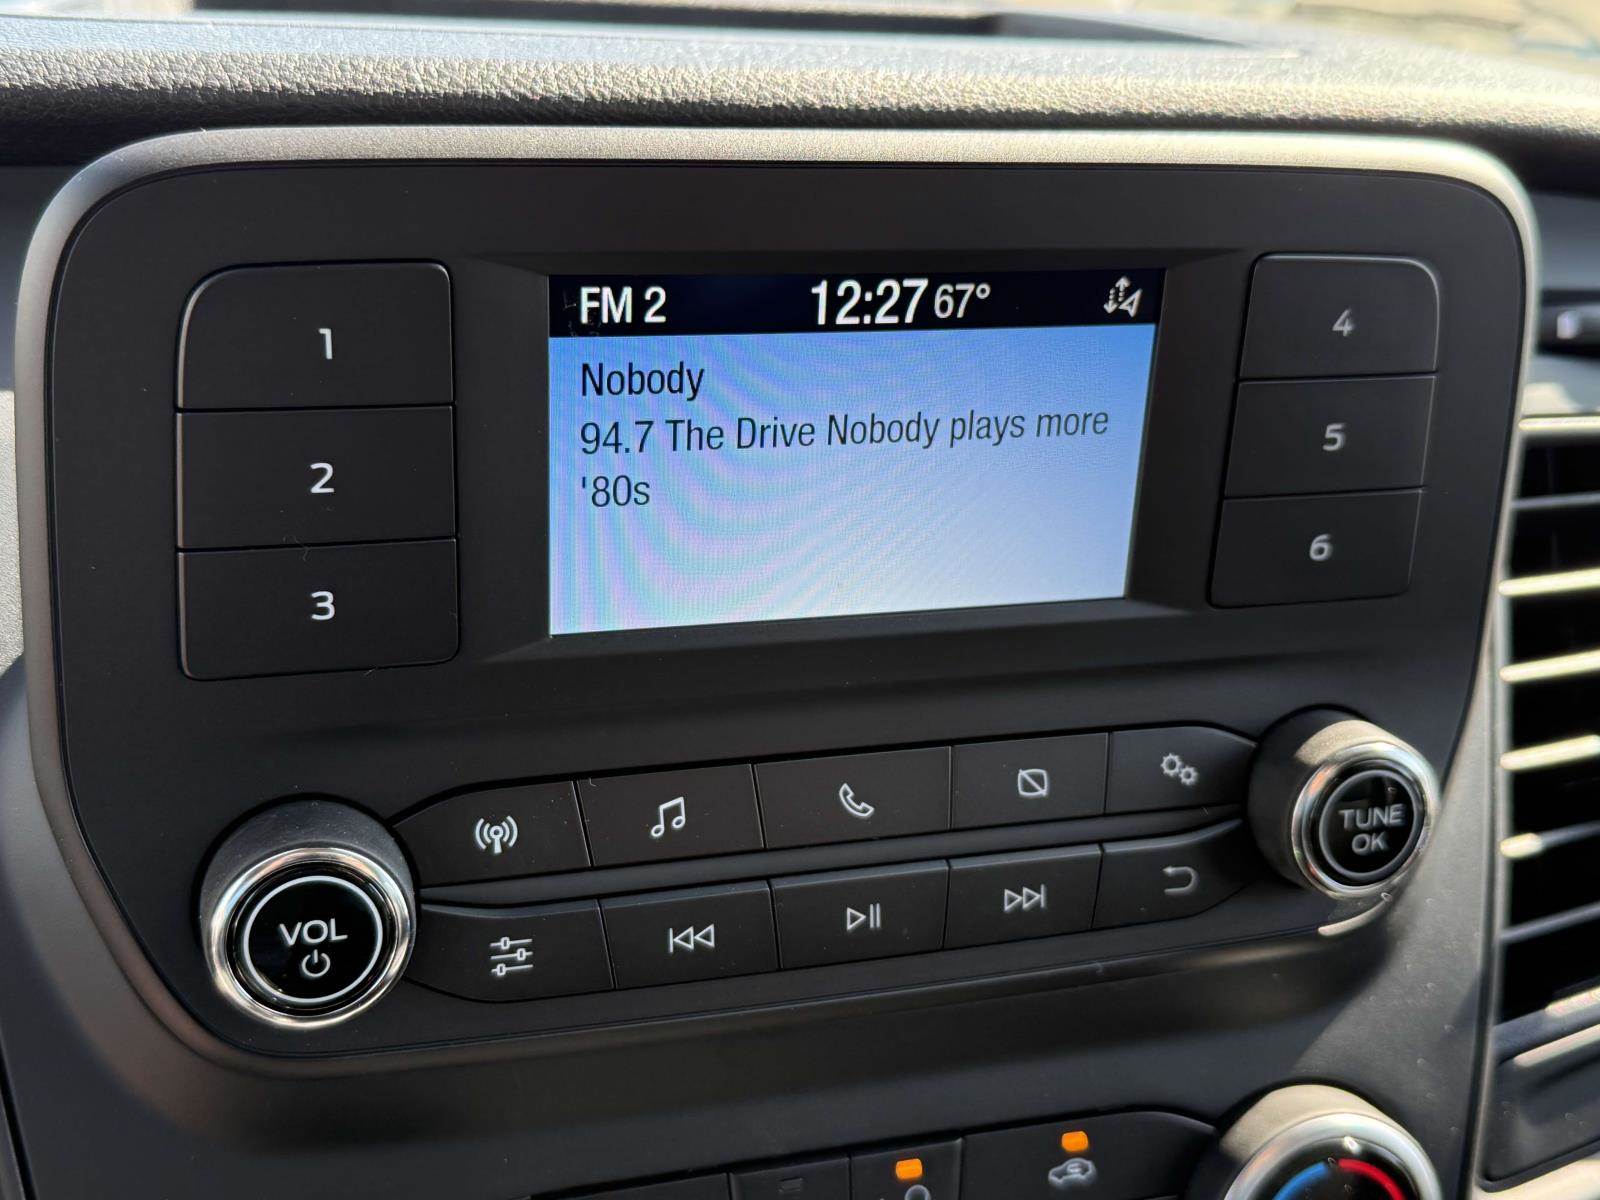 FM 2 12:27 67°
Nobody
94.7 The Drive Nobody plays more
'80s
1
2
3
4
5
6
VOL
TUNE
OK